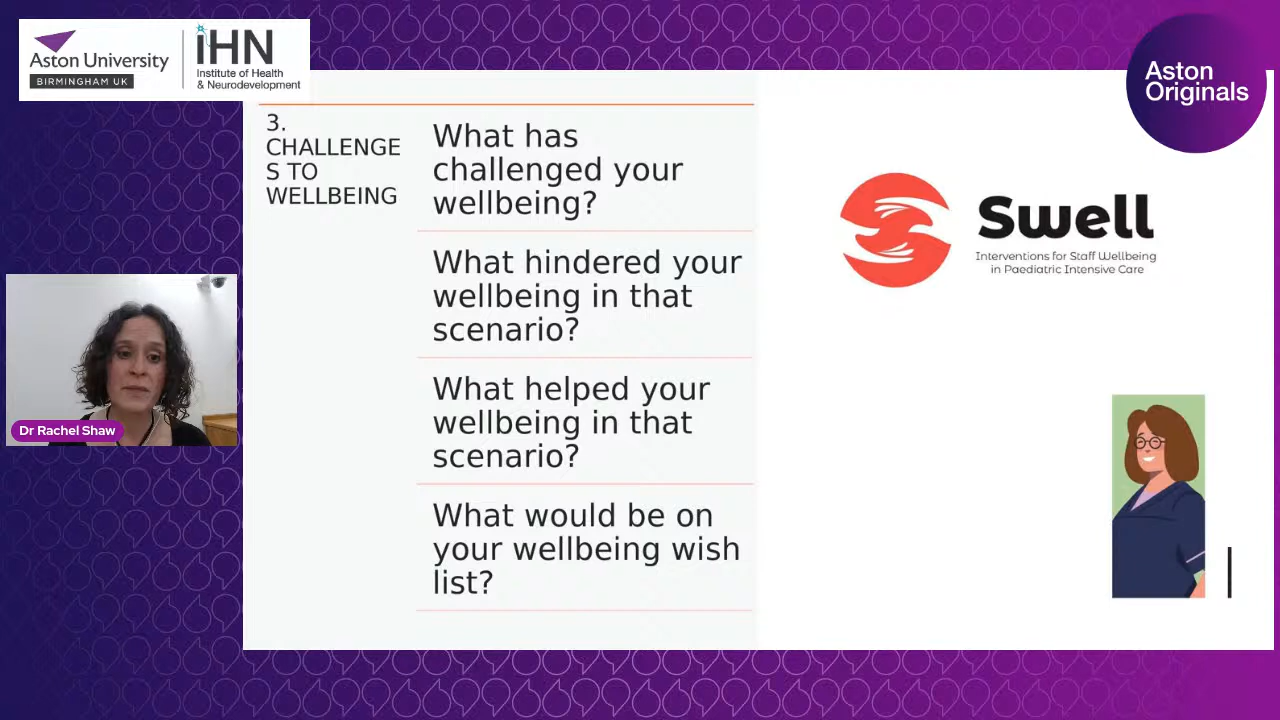 Aston University
BIRMINGHAM UK
iHN
Institute of Health
& Neurodevelopment
Aston
Originals
3.
CHALLENGE
S TO
WELLBEING
What has
challenged your
wellbeing?
What hindered your
wellbeing in that
scenario?
What helped your
wellbeing in that
scenario?
What would be on
your wellbeing wish
list?
Swell
Interventions for Staff Wellbeing
in Paediatric Intensive Care
Dr Rachel Shaw